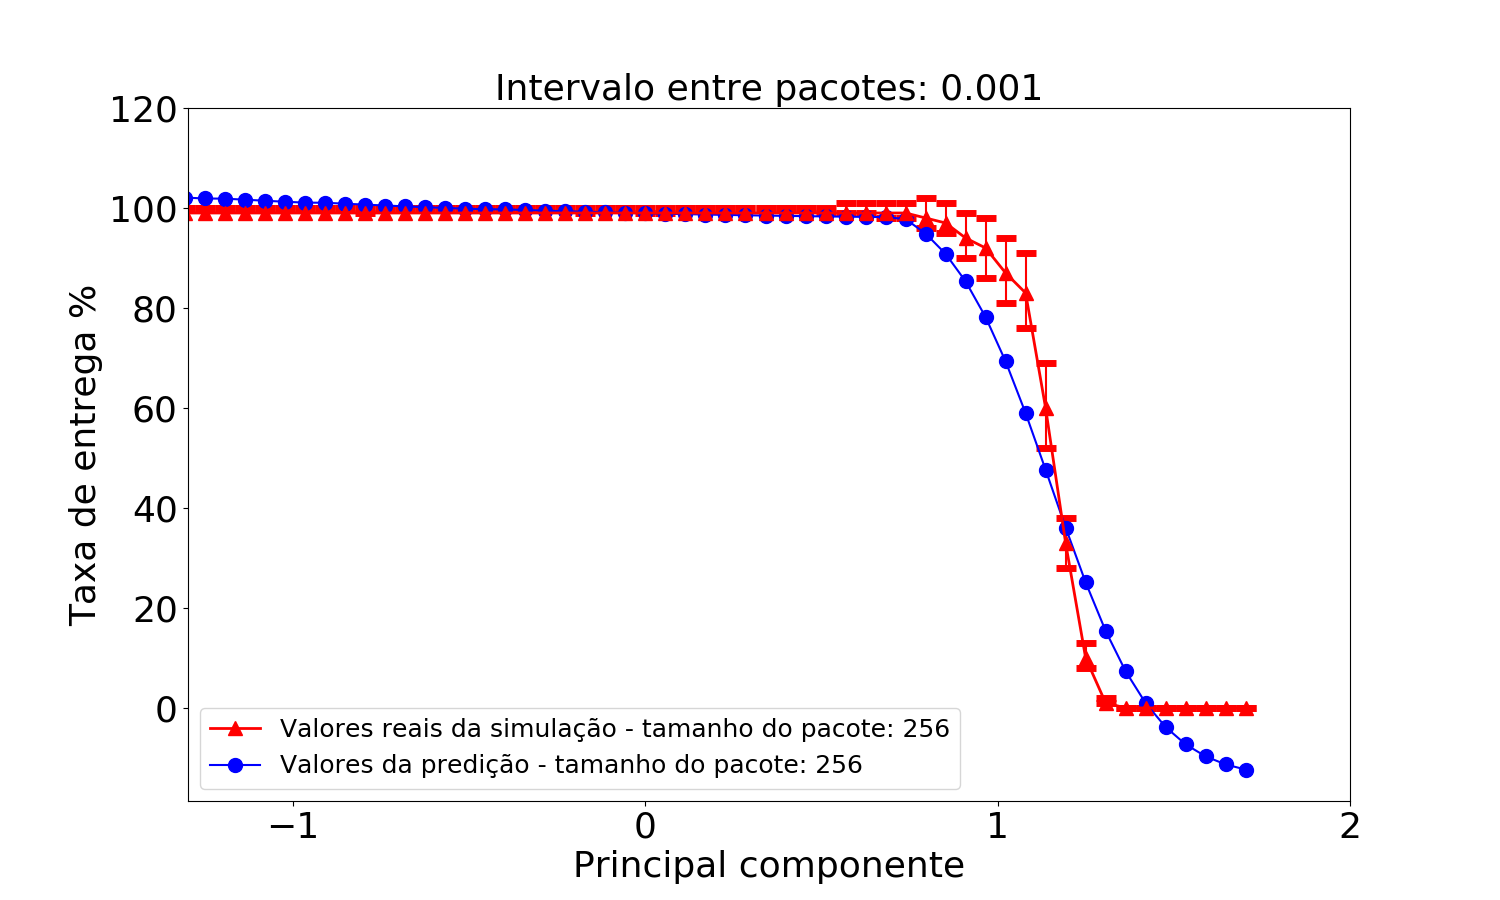 Intervalo entre pacotes: 0.001
120
100
80
60
40
20
0
Taxa de entrega %
Valores reais da simulação - tamanho do pacote: 256
Valores da predição - tamanho do pacote: 256
−1 0 1 2
Principal componente